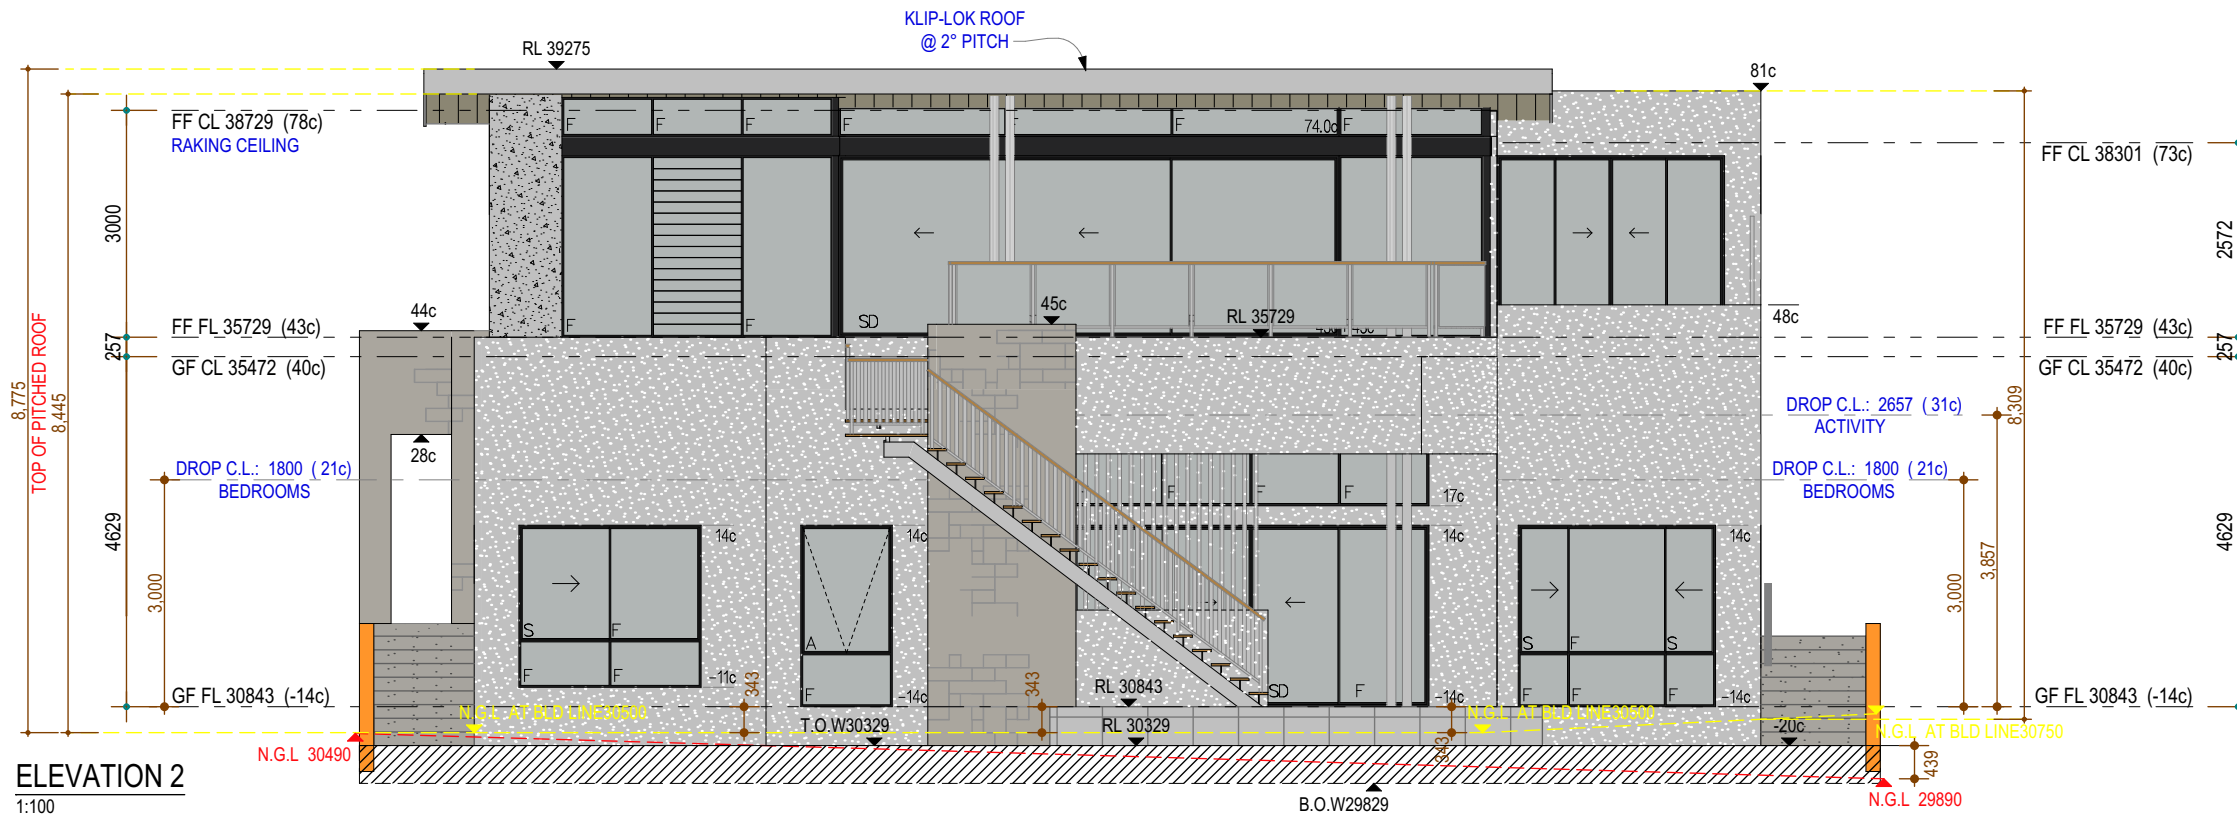 KLIP-LOK ROOF
@ 2° PITCH
RL 39275
81c
FF CL 38729 (78c)
RAKING CEILING
F
F
F
F
F
74.0c
F
FF CL 38301 (73c)
3000
2572
44c
45c
SD
F
F
RL 35729
48c
FF FL 35729 (43c)
FF FL 35729 (43c)
257
257
GF CL 35472 (40c)
GF CL 35472 (40c)
8,775
TOP OF PITCHED ROOF
8,445
8,309
DROP C.L.: 2657 ( 31c)
ACTIVITY
28c
DROP C.L.: 1800 ( 21c)
BEDROOMS
DROP C.L.: 1800 ( 21c)
BEDROOMS
F
F
F
17c
4629
4629
14c
14c
14c
14c
3,000
3,000
3,857
S
F
A
S
F
S
F
F
-11c
F
-14c
SD
F
-14c
F
F
F
-14c
GF FL 30843 (-14c)
GF FL 30843 (-14c)
343
343
343
RL 30843
N.G.L AT BLD LINE30500
N.G.L AT BLD LINE30500
N.G.L AT BLD LINE30750
T.O.W30329
RL 30329
-20c
N.G.L 30490
439
N.G.L 29890
B.O.W29829
ELEVATION 2
1:100